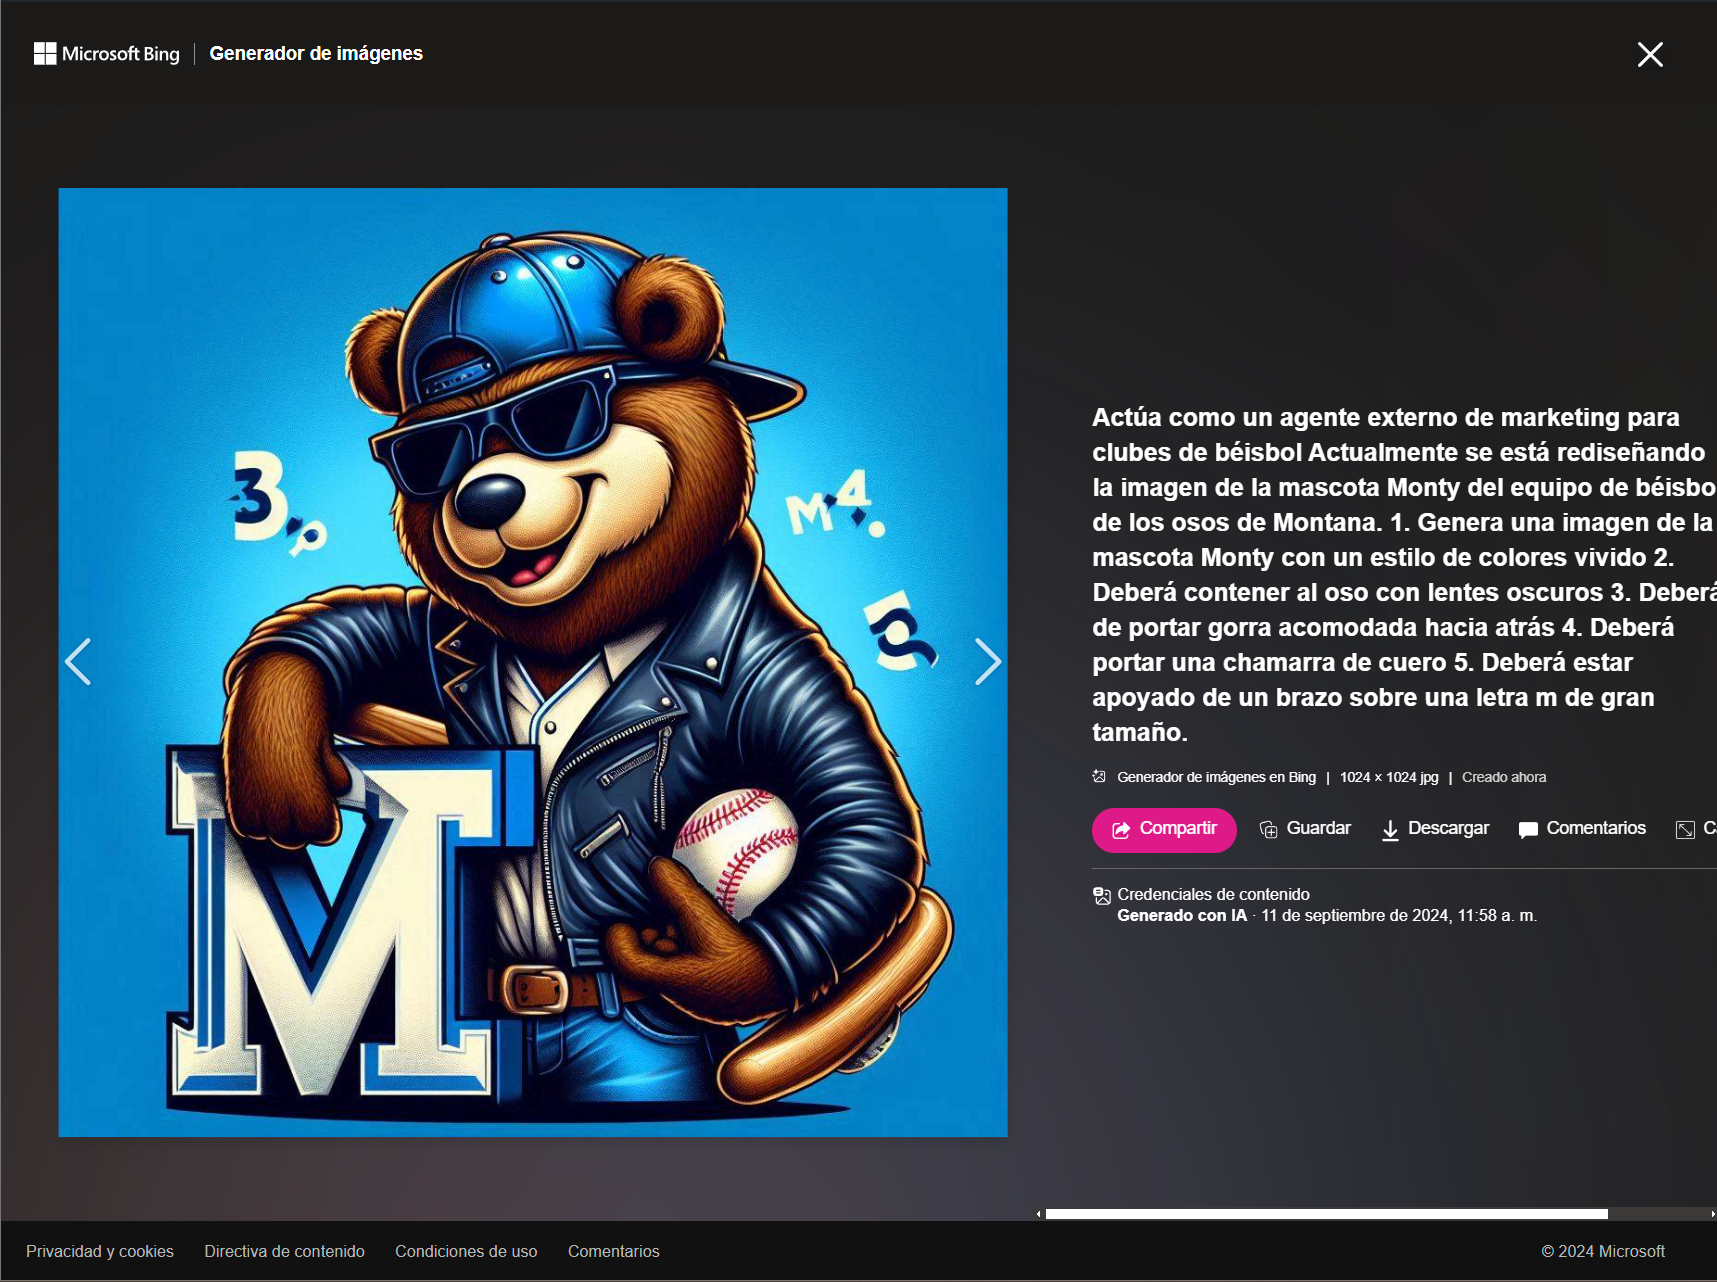 Microsoft Bing | Generador de imágenes
3
M4.
M
Actúa como un agente externo de marketing para
clubes de béisbol Actualmente se está rediseñando
la imagen de la mascota Monty del equipo de béisbo
de los osos de Montana. 1. Genera una imagen de la
mascota Monty con un estilo de colores vivido 2.
Deberá contener al oso con lentes oscuros 3. Deberá
de portar gorra acomodada hacia atrás 4. Deberá
portar una chamarra de cuero 5. Deberá estar
apoyado de un brazo sobre una letra m de gran
tamaño.
Generador de imágenes en Bing | 1024 × 1024 jpg | Creado ahora
Compartir Guardar Descargar Comentarios
Credenciales de contenido
Generado con IA · 11 de septiembre de 2024, 11:58 a. m.
Privacidad y cookies Directiva de contenido Condiciones de uso Comentarios © 2024 Microsoft